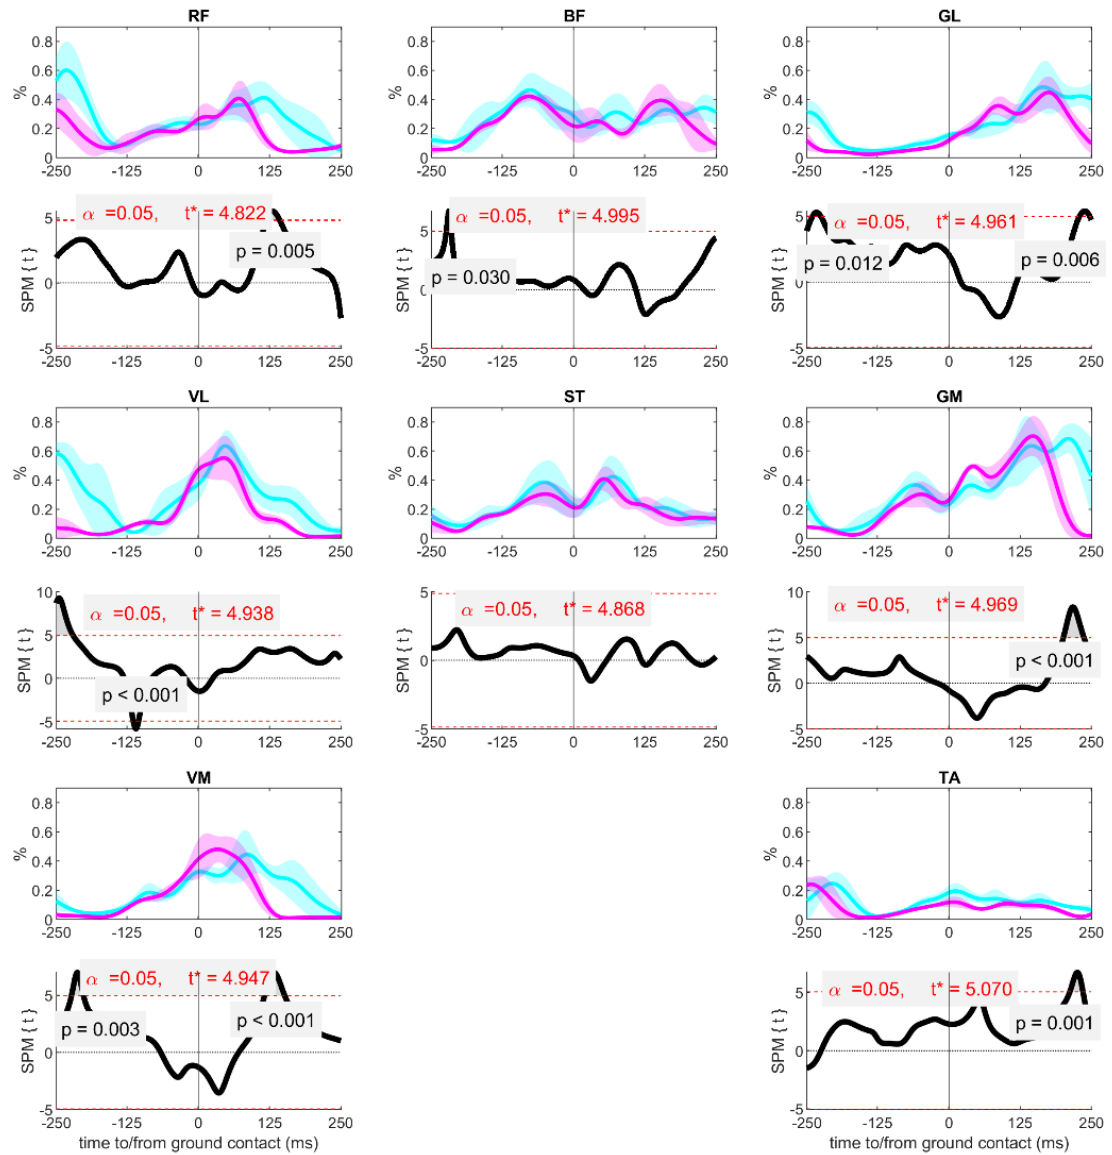 RF
BF
GL
0.8
0.6
0.4
0.2
0
%
-250 -125 0 125 250
0.8
0.6
0.4
0.2
0
%
-250 -125 0 125 250
0.8
0.6
0.4
0.2
0
%
-250 -125 0 125 250
α =0.05, t* = 4.822
p = 0.005
5
0
-5
SPM { t }
-250 -125 0 125 250
α =0.05, t* = 4.995
p = 0.030
5
0
-5
SPM { t }
-250 -125 0 125 250
α =0.05, t* = 4.961
p = 0.012
p = 0.006
5
0
-5
SPM { t }
-250 -125 0 125 250
VL
ST
GM
0.8
0.6
0.4
0.2
0
%
-250 -125 0 125 250
0.8
0.6
0.4
0.2
0
%
-250 -125 0 125 250
0.8
0.6
0.4
0.2
0
%
-250 -125 0 125 250
α =0.05, t* = 4.938
p < 0.001
10
5
0
-5
SPM { t }
-250 -125 0 125 250
α =0.05, t* = 4.868
5
0
-5
SPM { t }
-250 -125 0 125 250
α =0.05, t* = 4.969
p < 0.001
10
5
0
-5
SPM { t }
-250 -125 0 125 250
VM
TA
0.8
0.6
0.4
0.2
0
%
-250 -125 0 125 250
0.8
0.6
0.4
0.2
0
%
-250 -125 0 125 250
α =0.05, t* = 4.947
p = 0.003
p < 0.001
5
0
-5
SPM { t }
-250 -125 0 125 250
time to/from ground contact (ms)
α =0.05, t* = 5.070
p = 0.001
5
0
-5
SPM { t }
-250 -125 0 125 250
time to/from ground contact (ms)